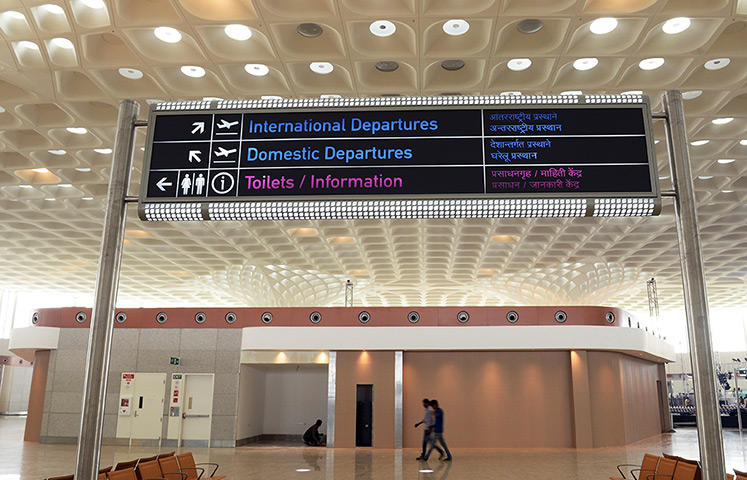 International Departures
आंतरराष्ट्रीय प्रस्थाने
अन्तरराष्ट्रीय प्रस्थान
Domestic Departures
देशांतर्गत प्रस्थाने
घरेलू प्रस्थान
Toilets / Information
प्रसाधनगृह / माहिती केंद्र
प्रसाधन / जानकारी केंद्र
EXIT